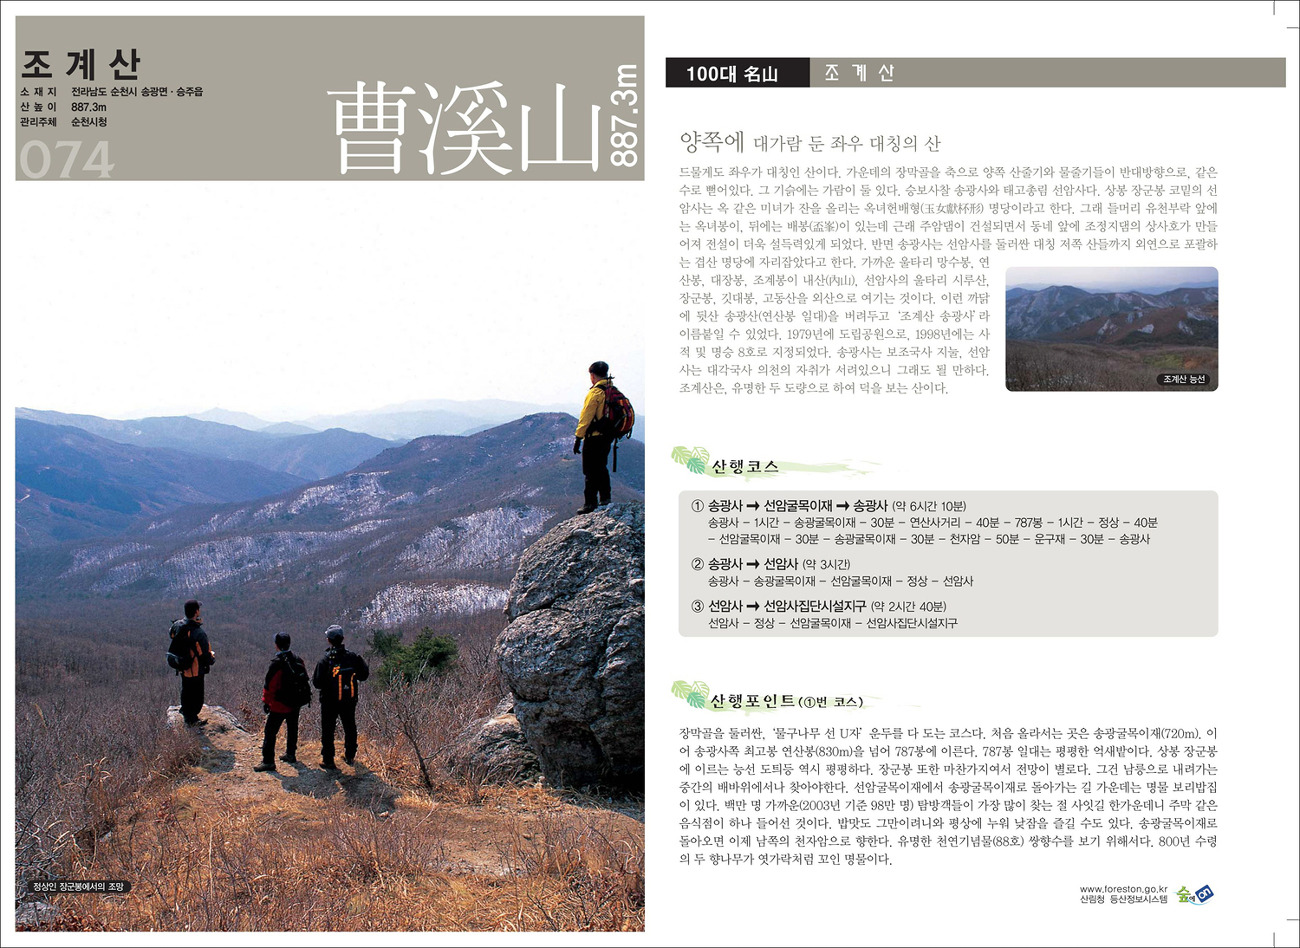 조계산
소재지 전라남도 순천시 송광면 · 승주읍
산높이 887.3m
관리주체 순천시청
074
曹溪山 887.3m
정상인 장군봉에서의 조망
100대 名山 조계산
양쪽에 대가람 둔 좌우 대칭의 산
드물게도 좌우가 대칭인 산이다. 가운데의 장막골을 축으로 양쪽 산줄기와 물줄기들이 반대방향으로, 같은
수로 뻗어있다. 그 기슭에는 가람이 둘 있다. 승보사찰 송광사와 태고총림 선암사다. 상봉 장군봉 코밑의 선
암사는 옥 같은 미녀가 잔을 올리는 옥녀헌배형(玉女獻杯形) 명당이라고 한다. 그래 들머리 유천부락 앞에
는 옥녀봉이, 뒤에는 배봉(盃峯)이 있는데 근래 주암댐이 건설되면서 동네 앞에 조정지댐의 상사호가 만들
어져 전설이 더욱 설득력있게 되었다. 반면 송광사는 선암사를 둘러싼 대칭 저쪽 산들까지 외연으로 포괄하
는 겹산 명당에 자리잡았다고 한다. 가까운 울타리 망수봉, 연
산봉, 대장봉, 조계봉이 내산(內山), 선암사의 울타리 시루산,
장군봉, 깃대봉, 고동산을 외산으로 여기는 것이다. 이런 까닭
에 뒷산 송광산(연산봉 일대)을 버려두고 ‘조계산 송광사’라
이름붙일 수 있었다. 1979년에 도립공원으로, 1998년에는 사
적 및 명승 8호로 지정되었다. 송광사는 보조국사 지눌, 선암
사는 대각국사 의천의 자취가 서려있으니 그래도 될 만하다.
조계산은, 유명한 두 도량으로 하여 덕을 보는 산이다.
조계산 능선
산행코스
① 송광사 ➞ 선암굴목이재 ➞ 송광사 (약 6시간 10분)
송광사 – 1시간 – 송광굴목이재 – 30분 – 연산사거리 – 40분 – 787봉 – 1시간 – 정상 – 40분
– 선암굴목이재 – 30분 – 송광굴목이재 – 30분 – 천자암 – 50분 – 운구재 – 30분 – 송광사
② 송광사 ➞ 선암사 (약 3시간)
송광사 – 송광굴목이재 – 선암굴목이재 – 정상 – 선암사
③ 선암사 ➞ 선암사집단시설지구 (약 2시간 40분)
선암사 – 정상 – 선암굴목이재 – 선암사집단시설지구
산행포인트(①번 코스)
장막골을 둘러싼, ‘물구나무 선 U자’ 운두를 다 도는 코스다. 처음 올라서는 곳은 송광굴목이재(720m). 이
어 송광사쪽 최고봉 연산봉(830m)을 넘어 787봉에 이른다. 787봉 일대는 평평한 억새밭이다. 상봉 장군봉
에 이르는 능선 도틔등 역시 평평하다. 장군봉 또한 마찬가지여서 전망이 별로다. 그건 남릉으로 내려가는
중간의 배바위에서나 찾아야한다. 선암굴목이재에서 송광굴목이재로 돌아가는 길 가운데는 명물 보리밥집
이 있다. 백만 명 가까운(2003년 기준 98만 명) 탐방객들이 가장 많이 찾는 절 사잇길 한가운데니 주막 같은
음식점이 하나 들어선 것이다. 밥맛도 그만이려니와 평상에 누워 낮잠을 즐길 수도 있다. 송광굴목이재로
돌아오면 이제 남쪽의 천자암으로 향한다. 유명한 천연기념물(88호) 쌍향수를 보기 위해서다. 800년 수령
의 두 향나무가 엿가락처럼 꼬인 명물이다.
www.foreston.go.kr
산림청 등산정보시스템
숲에on